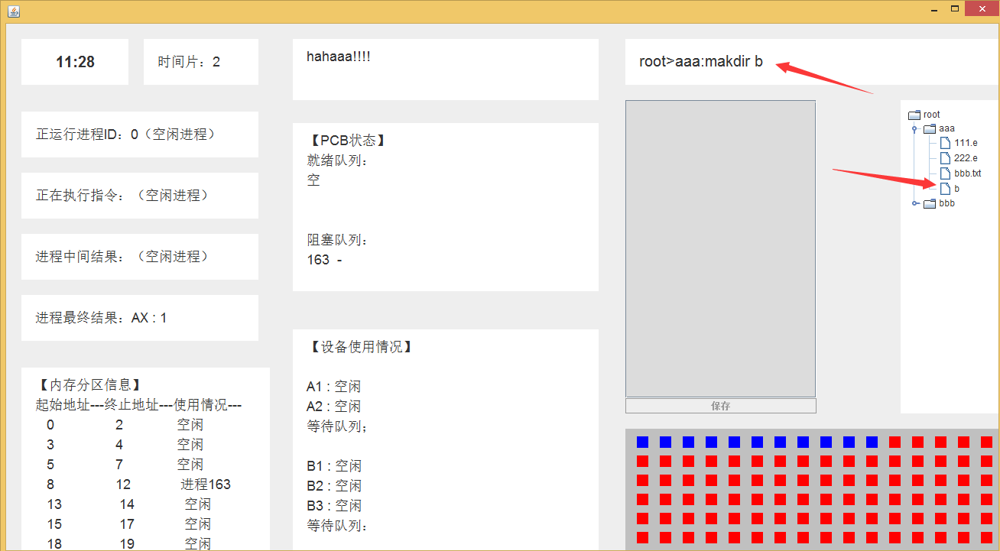 11:28
时间片：2
正运行进程ID：0（空闲进程）
正在执行指令：（空闲进程）
进程中间结果：（空闲进程）
进程最终结果：AX : 1
【内存分区信息】
起始地址---终止地址---使用情况---
0 2 空闲
3 4 空闲
5 7 空闲
8 12 进程163
13 14 空闲
15 17 空闲
18 19 空闲
hahaaa!!!!
【PCB状态】
就绪队列：
空
阻塞队列：
163 -
【设备使用情况】
A1 : 空闲
A2 : 空闲
等待队列；
B1 : 空闲
B2 : 空闲
B3 : 空闲
等待队列：
root>aaa:makdir b
保存
root
aaa
111.e
222.e
bbb.txt
b
bbb